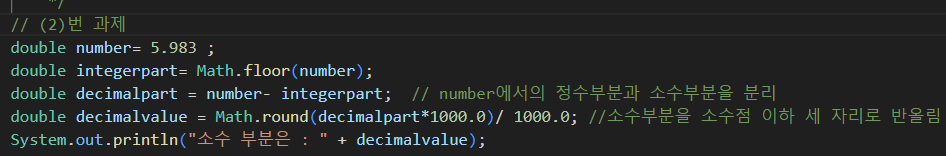 */
// (2)번 과제
double number= 5.983 ;
double integerpart= Math.floor(number);
double decimalpart = number- integerpart;  // number에서의 정수부분과 소수부분을 분리
double decimalvalue = Math.round(decimalpart*1000.0)/ 1000.0; //소수부분을 소수점 이하 세 자리로 반올림
System.out.println("소수 부분은 : " + decimalvalue);